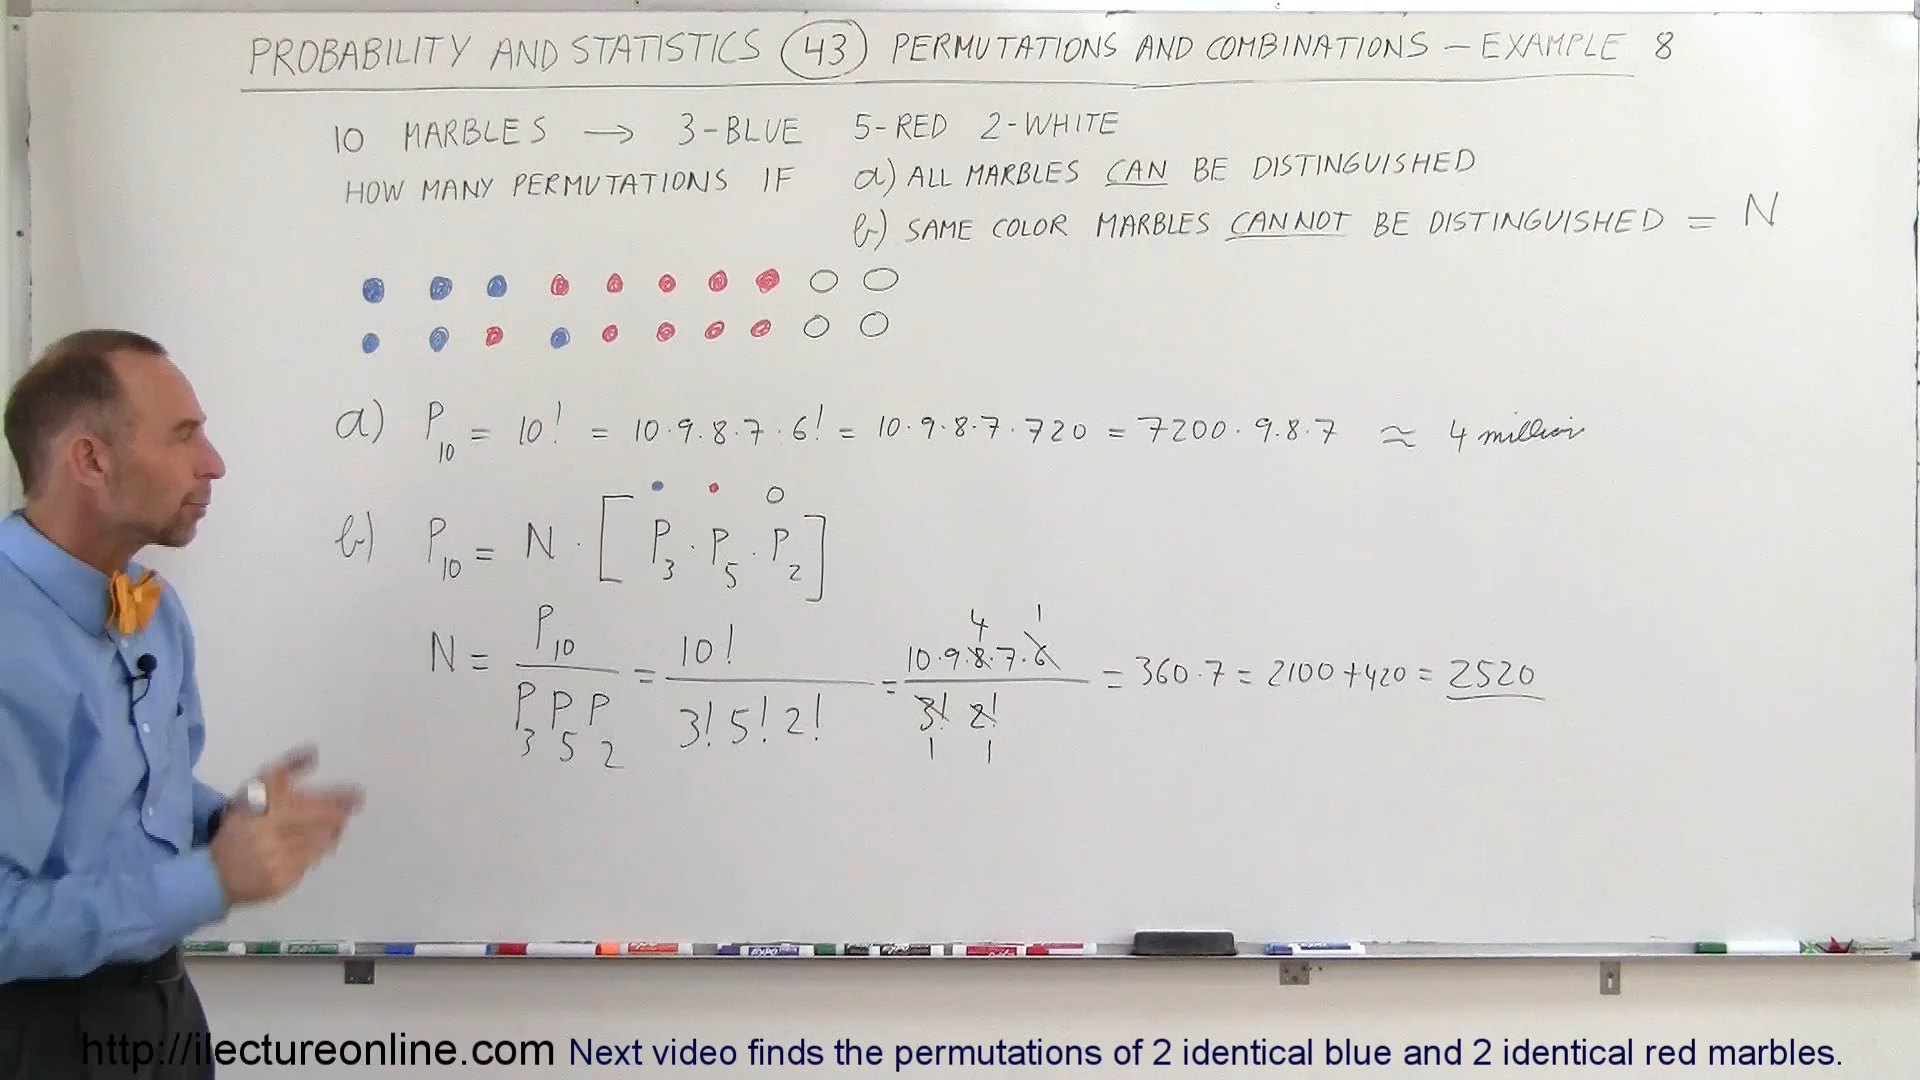 PROBABILITY AND STATISTICS 43 PERMUTATIONS AND COMBINATIONS – EXAMPLE 8
10 MARBLES → 3-BLUE 5-RED 2-WHITE
HOW MANY PERMUTATIONS IF a) ALL MARBLES CAN BE DISTINGUISHED
b) SAME COLOR MARBLES CANNOT BE DISTINGUISHED = N
a) P₁₀ = 10! = 10·9·8·7·6! = 10·9·8·7·720 = 7200·9·8·7 ≈ 4 million
b) P₁₀ = N · [P₃ · P₅ · P₂]
N = P₁₀ / P₃ P₅ P₂ = 10! / 3! 5! 2! = 10·9·8·7·6 / 3! 2! = 360·7 = 2100+420 = 2520
4 1
1 1
http://ilectureonline.com Next video finds the permutations of 2 identical blue and 2 identical red marbles.